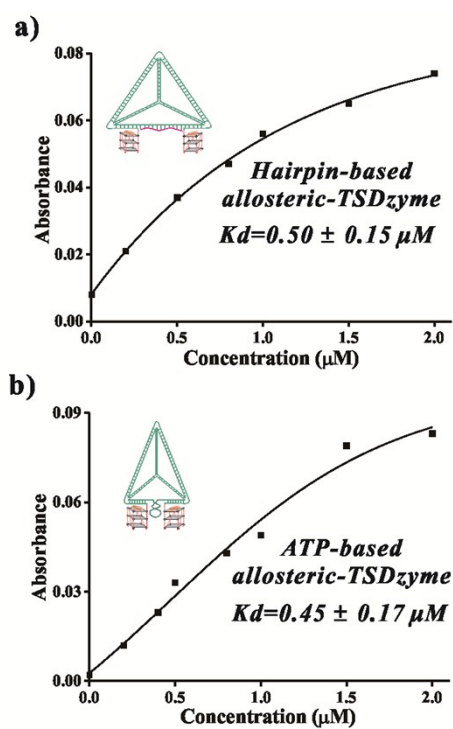 a)
0.08
0.06
0.04
0.02
0.00
Absorbance
Hairpin-based
allosteric-TSDzyme
Kd=0.50 ± 0.15 μM
0.0 0.5 1.0 1.5 2.0
Concentration (μM)
b)
0.09
0.06
0.03
0.00
Absorbance
ATP-based
allosteric-TSDzyme
Kd=0.45 ± 0.17 μM
0.0 0.5 1.0 1.5 2.0
Concentration (μM)